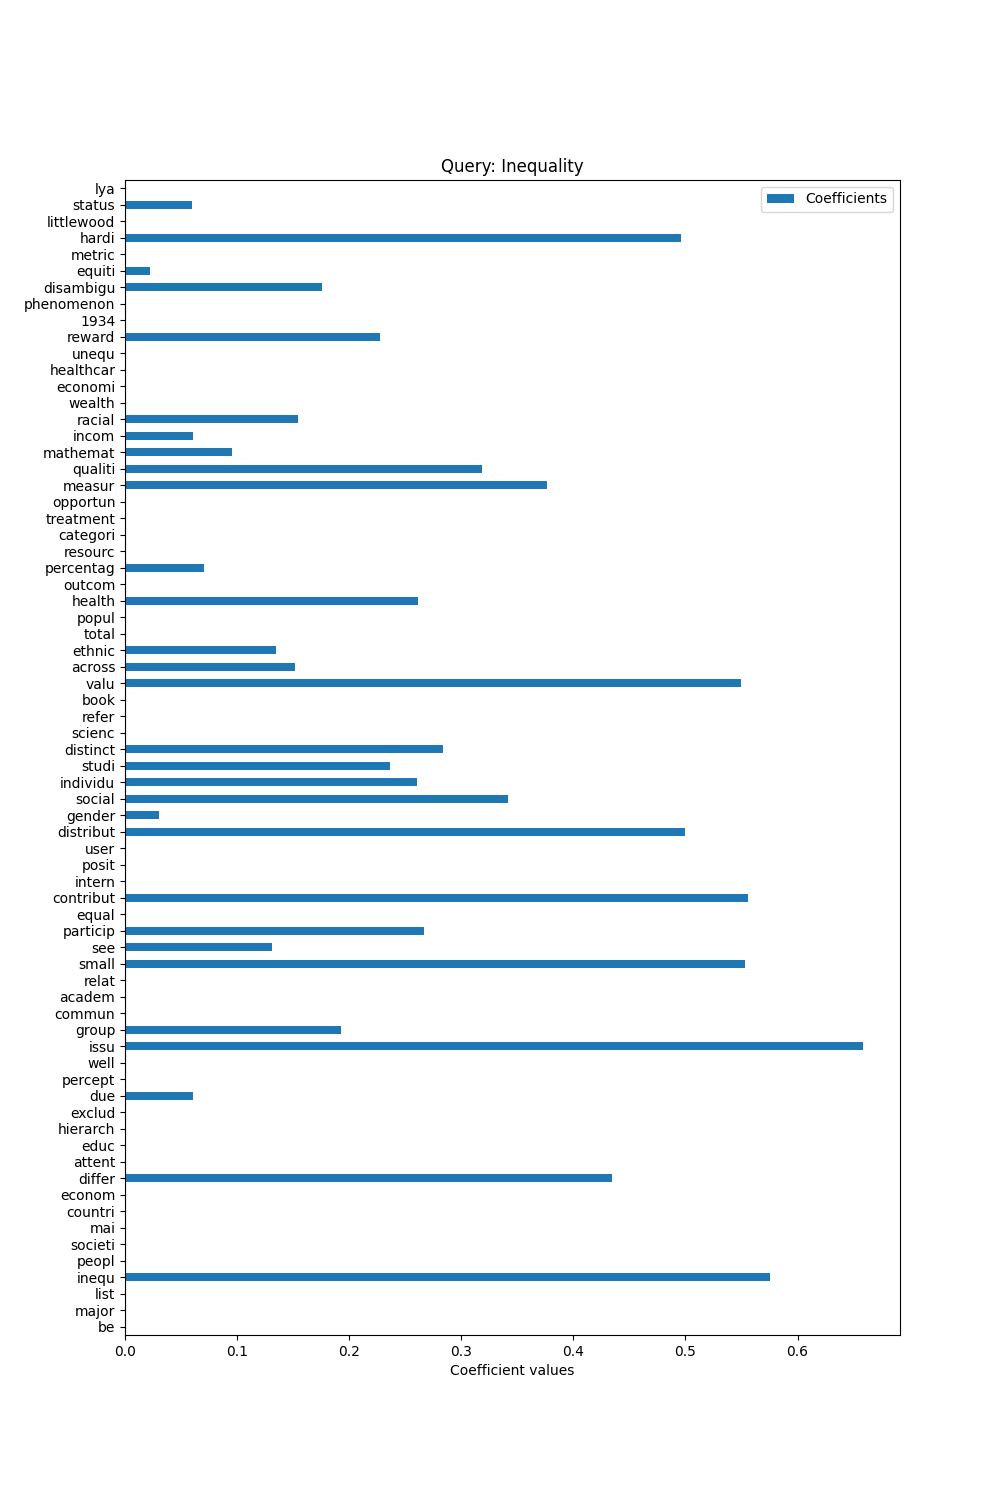 Query: Inequality
Coefficients
lya
status
littlewood
hardi
metric
equiti
disambigu
phenomenon
1934
reward
unequ
healthcar
economi
wealth
racial
incom
mathemat
qualiti
measur
opportun
treatment
categori
resourc
percentag
outcom
health
popul
total
ethnic
across
valu
book
refer
scienc
distinct
studi
individu
social
gender
distribut
user
posit
intern
contribut
equal
particip
see
small
relat
academ
commun
group
issu
well
percept
due
exclud
hierarch
educ
attent
differ
econom
countri
mai
societi
peopl
inequ
list
major
be
0.0 0.1 0.2 0.3 0.4 0.5 0.6
Coefficient values